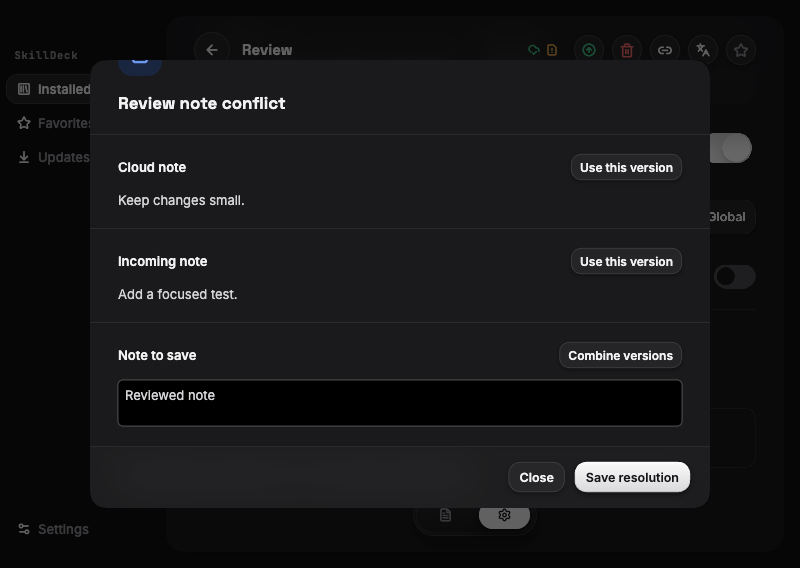 SkillDeck
Review
Installed
Favorites
Updates
Review note conflict
Cloud note
Use this version
Keep changes small.
Global
Incoming note
Use this version
Add a focused test.
Note to save
Combine versions
Reviewed note
Close
Save resolution
Settings